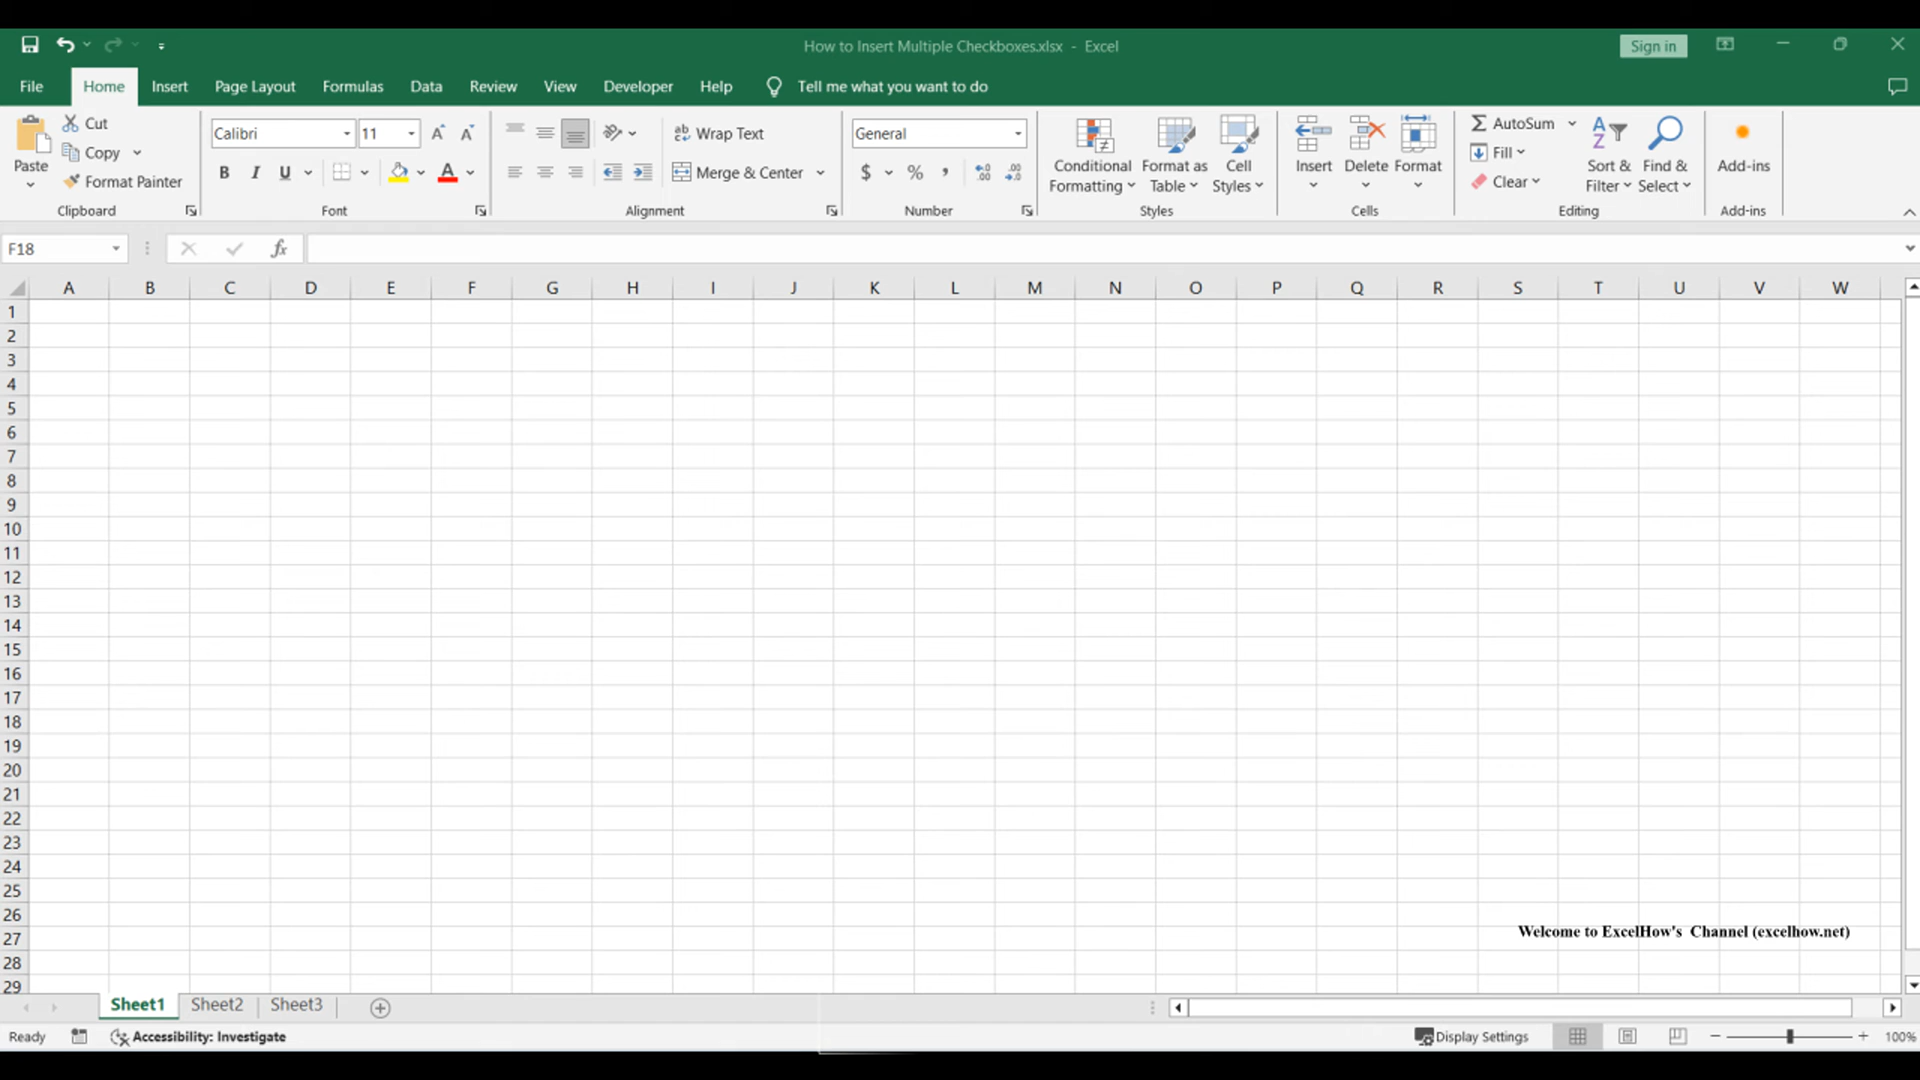 How to Insert Multiple Checkboxes.xlsx - Excel
Sign in
File Home Insert Page Layout Formulas Data Review View Developer Help Tell me what you want to do
Paste
Cut
Copy
Format Painter
Clipboard
Calibri 11
B I U
Font
Wrap Text
Merge & Center
Alignment
General
$ % ,
Number
Conditional Formatting
Format as Table
Cell Styles
Styles
Insert
Delete
Format
Cells
AutoSum
Fill
Clear
Sort & Filter
Find & Select
Editing
Add-ins
Add-ins
F18 fx
A B C D E F G H I J K L M N O P Q R S T U V W
1
2
3
4
5
6
7
8
9
10
11
12
13
14
15
16
17
18
19
20
21
22
23
24
25
26
27
28
29
Welcome to ExcelHow's Channel (excelhow.net)
Sheet1 Sheet2 Sheet3
Ready Accessibility: Investigate Display Settings 100%